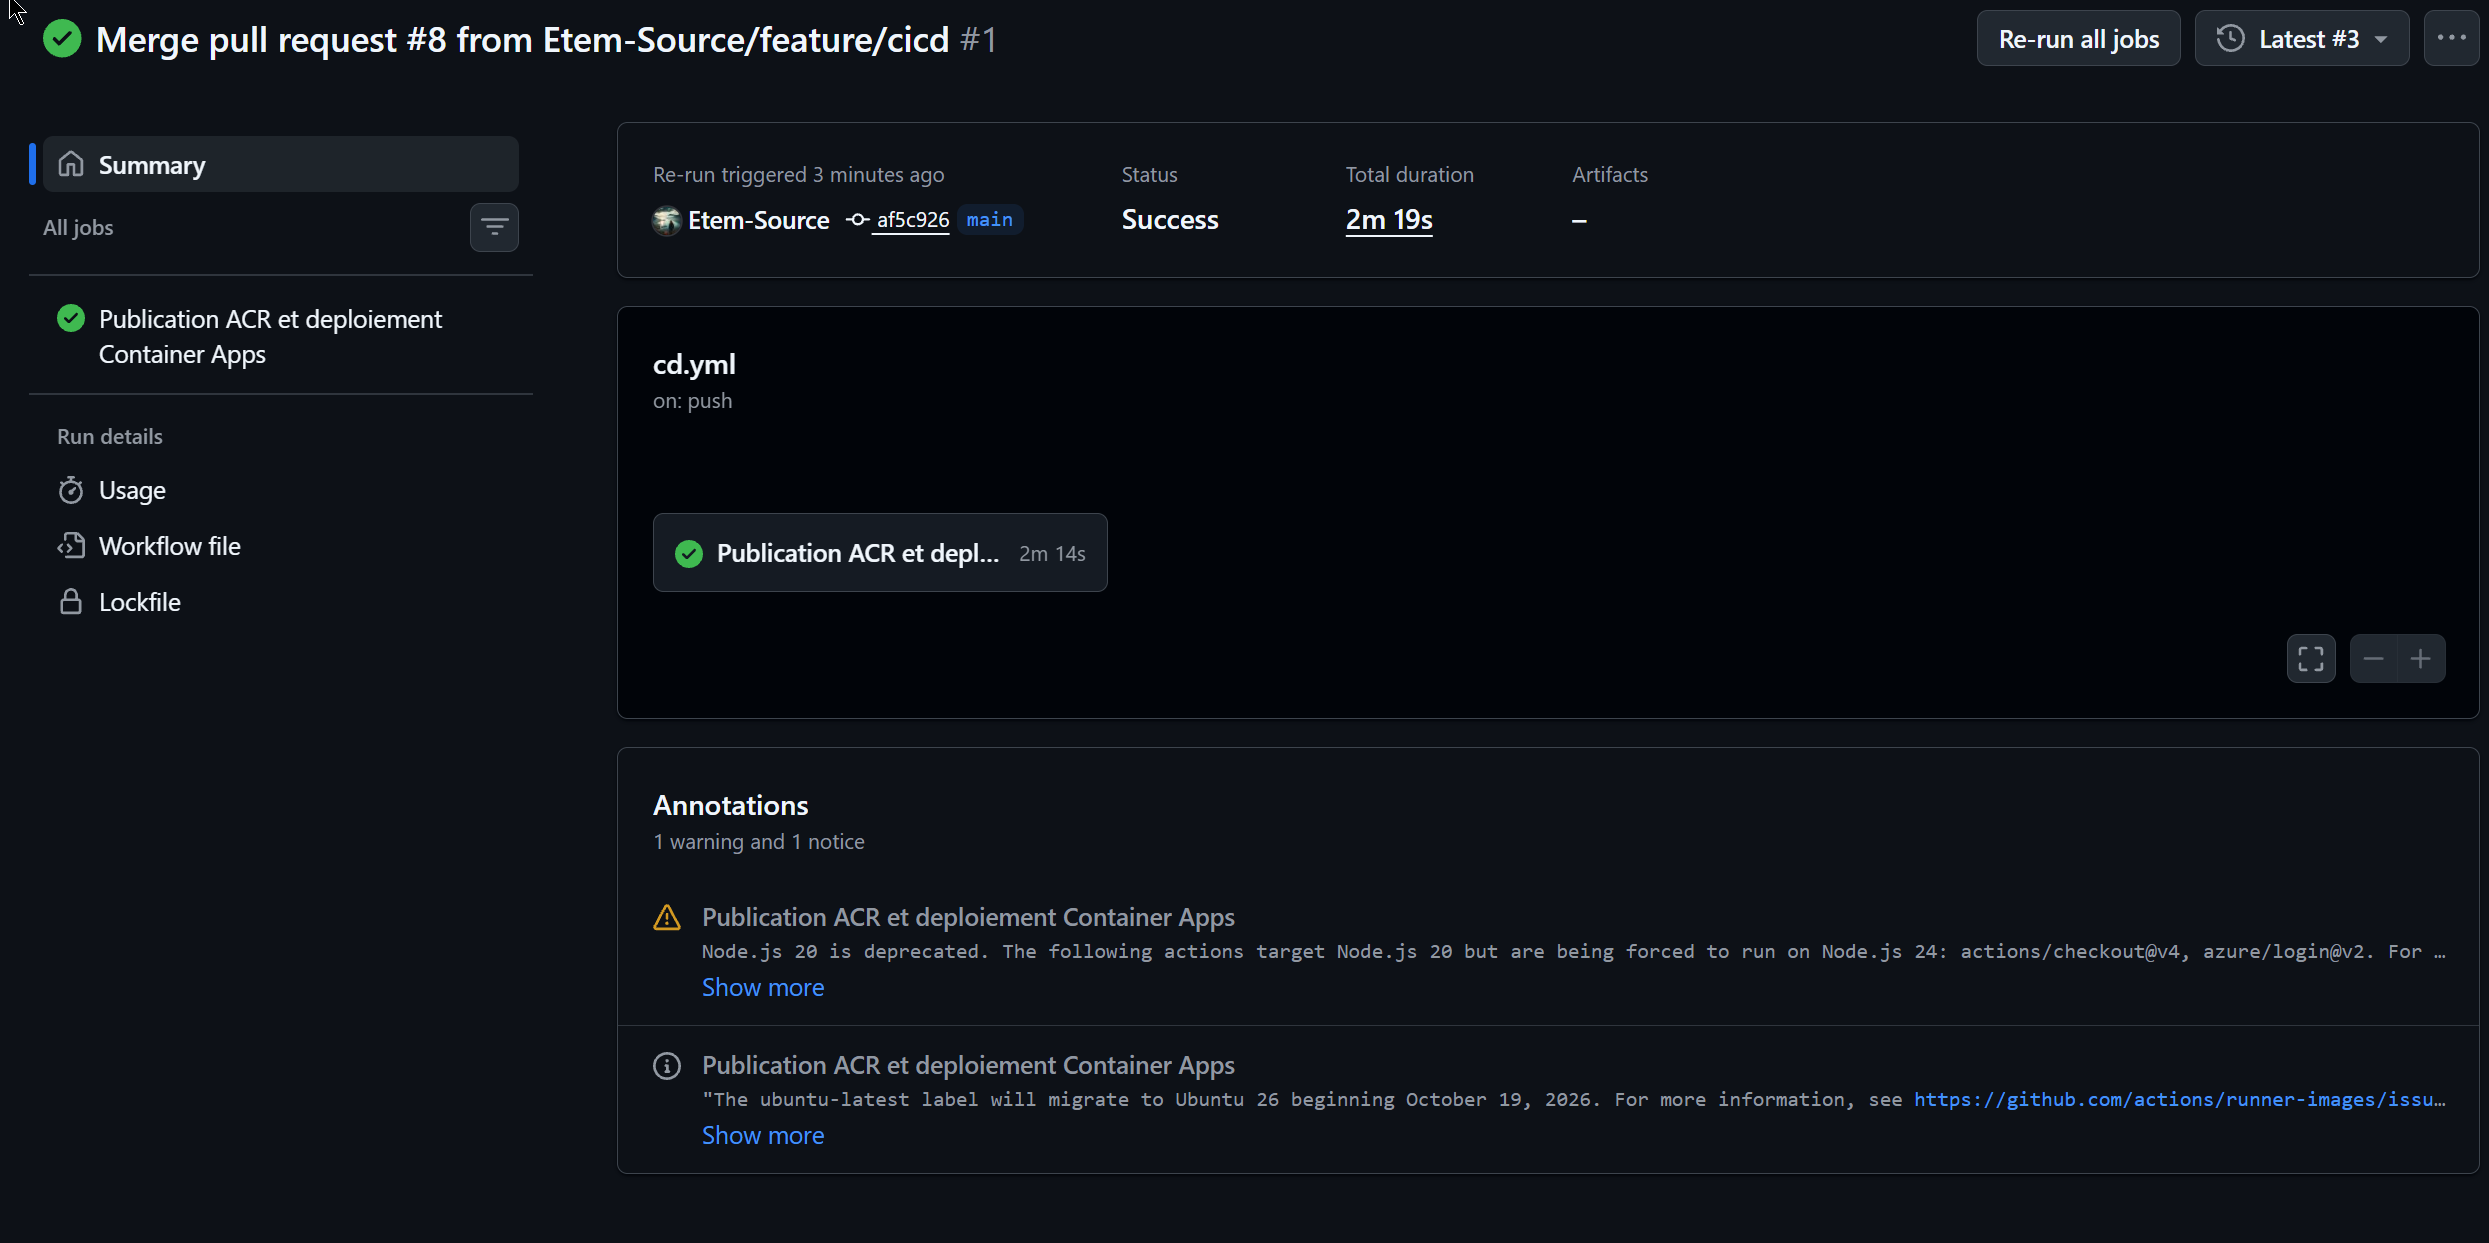 Merge pull request #8 from Etem-Source/feature/cicd #1
Re-run all jobs
Latest #3
Summary
All jobs
Publication ACR et deploiement
Container Apps
Run details
Usage
Workflow file
Lockfile
Re-run triggered 3 minutes ago
Etem-Source af5c926 main
Status
Success
Total duration
2m 19s
Artifacts
–
cd.yml
on: push
Publication ACR et depl... 2m 14s
Annotations
1 warning and 1 notice
Publication ACR et deploiement Container Apps
Node.js 20 is deprecated. The following actions target Node.js 20 but are being forced to run on Node.js 24: actions/checkout@v4, azure/login@v2. For …
Show more
Publication ACR et deploiement Container Apps
"The ubuntu-latest label will migrate to Ubuntu 26 beginning October 19, 2026. For more information, see https://github.com/actions/runner-images/issu…
Show more